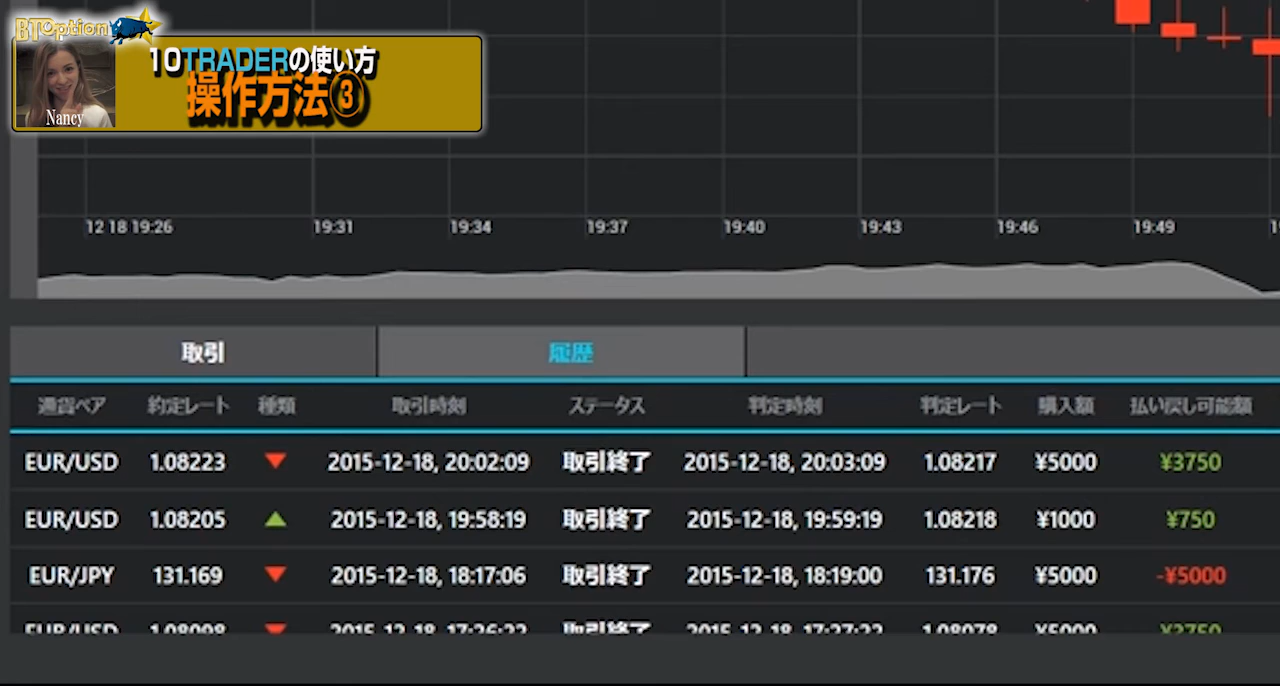 BTOption
10TRADERの使い方
操作方法③
Nancy
12 18 19:26 19:31 19:34 19:37 19:40 19:43 19:46 19:49
取引 履歴
通貨ペア 約定レート 種類 取引時刻 ステータス 判定時刻 判定レート 購入額 払い戻し可能額
EUR/USD 1.08223 ▼ 2015-12-18, 20:02:09 取引終了 2015-12-18, 20:03:09 1.08217 ¥5000 ¥3750
EUR/USD 1.08205 ▲ 2015-12-18, 19:58:19 取引終了 2015-12-18, 19:59:19 1.08218 ¥1000 ¥750
EUR/JPY 131.169 ▼ 2015-12-18, 18:17:06 取引終了 2015-12-18, 18:19:00 131.176 ¥5000 -¥5000
EUR/USD 1.08098 ▼ 2015-12-18, 17:26:22 取引終了 2015-12-18, 17:27:22 1.08078 ¥5000 ¥3750